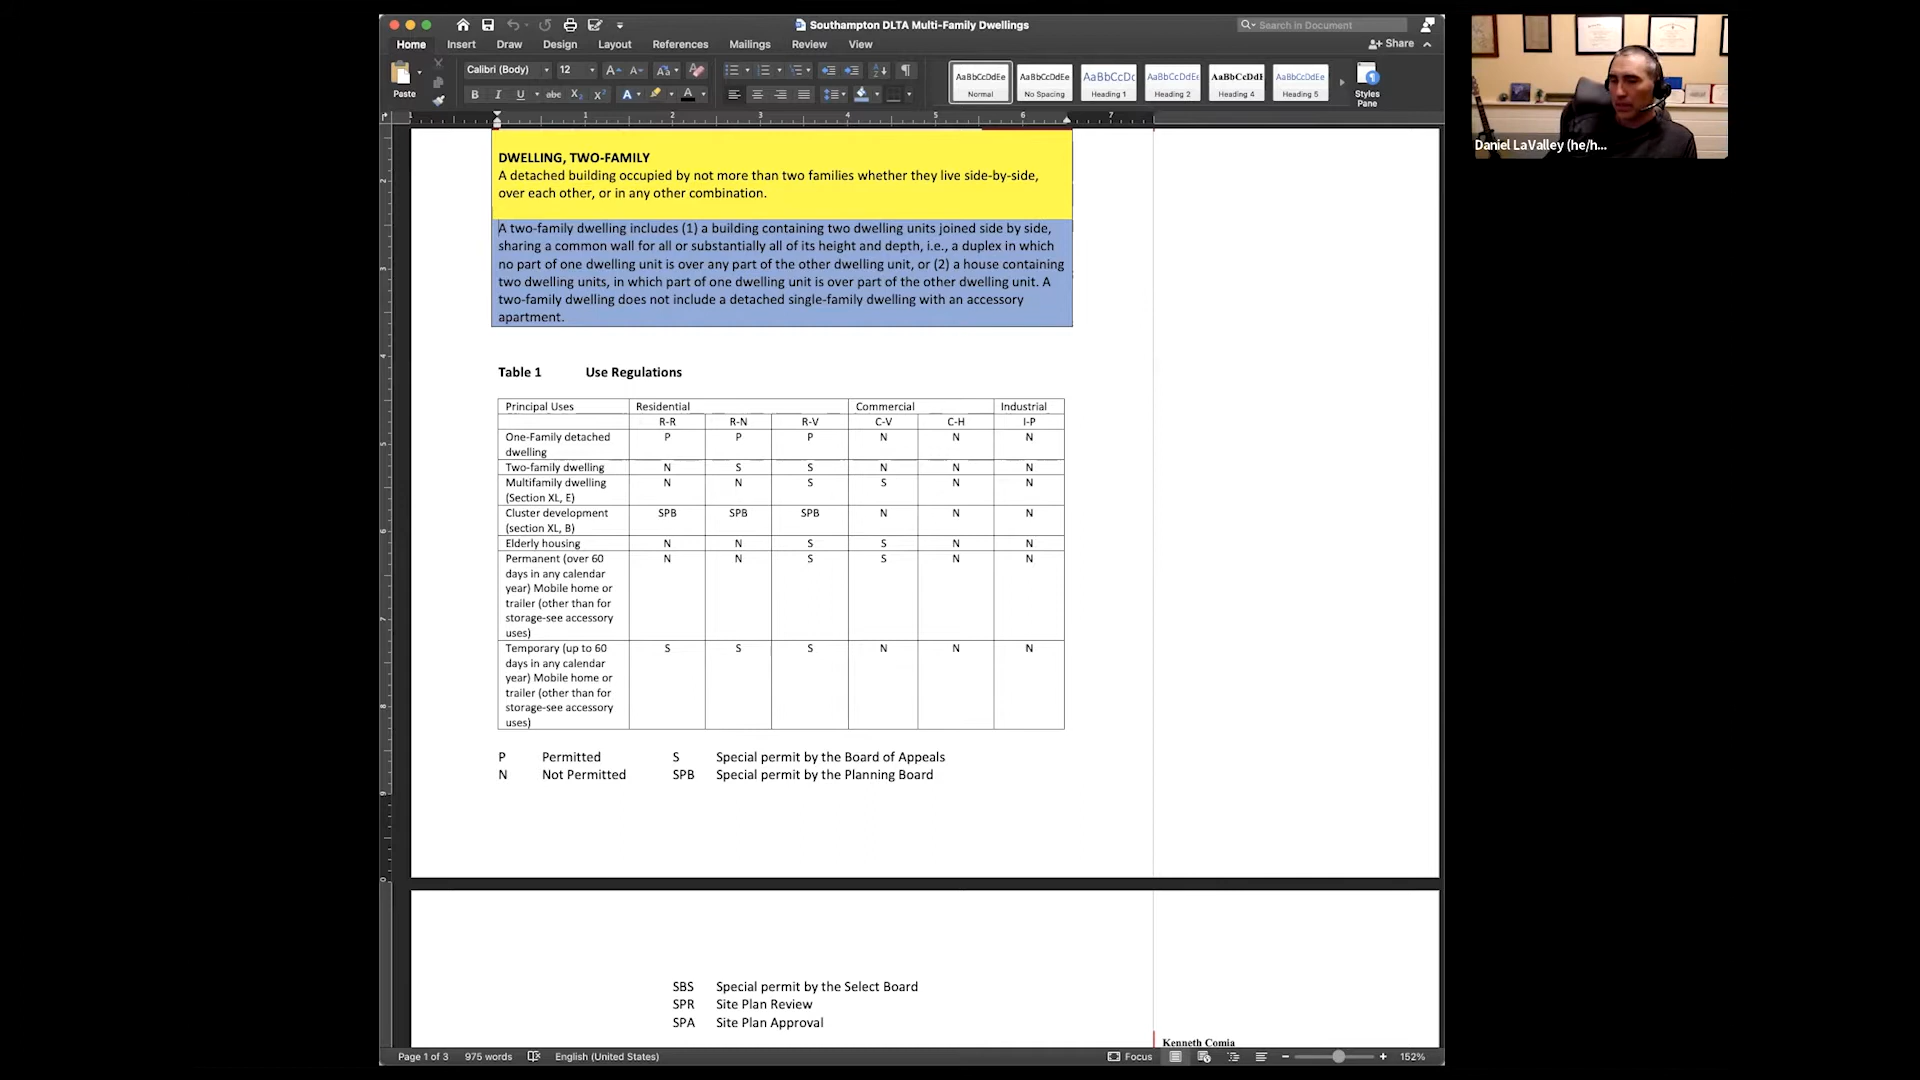 Southampton DLTA Multi-Family Dwellings
Search in Document
Home Insert Draw Design Layout References Mailings Review View
Share
Paste
Calibri (Body) 12
AaBbCcDdEe AaBbCcDdEe AaBbCcDc AaBbCcDdEe AaBbCcDdI AaBbCcDdEe
Normal No Spacing Heading 1 Heading 2 Heading 4 Heading 5
Styles Pane
DWELLING, TWO-FAMILY
A detached building occupied by not more than two families whether they live side-by-side,
over each other, or in any other combination.
A two-family dwelling includes (1) a building containing two dwelling units joined side by side,
sharing a common wall for all or substantially all of its height and depth, i.e., a duplex in which
no part of one dwelling unit is over any part of the other dwelling unit, or (2) a house containing
two dwelling units, in which part of one dwelling unit is over part of the other dwelling unit. A
two-family dwelling does not include a detached single-family dwelling with an accessory
apartment.
Table 1 Use Regulations
Principal Uses Residential Commercial Industrial
R-R R-N R-V C-V C-H I-P
One-Family detached P P P N N N
dwelling
Two-family dwelling N S S N N N
Multifamily dwelling N N S S N N
(Section XL, E)
Cluster development SPB SPB SPB N N N
(section XL, B)
Elderly housing N N S S N N
Permanent (over 60 N N S S N N
days in any calendar
year) Mobile home or
trailer (other than for
storage-see accessory
uses)
Temporary (up to 60 S S S N N N
days in any calendar
year) Mobile home or
trailer (other than for
storage-see accessory
uses)
P Permitted S Special permit by the Board of Appeals
N Not Permitted SPB Special permit by the Planning Board
SBS Special permit by the Select Board
SPR Site Plan Review
SPA Site Plan Approval
Kenneth Comia
Page 1 of 3 975 words English (United States) Focus 152%
Daniel LaValley (he/h...